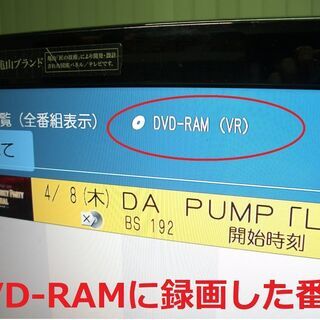 亀山ブランド
覧(全番組表示)
DVD-RAM (VR)
て
4/ 8(木) DA PUMP「L
BS 192
開始時刻
VD-RAMに録画した番